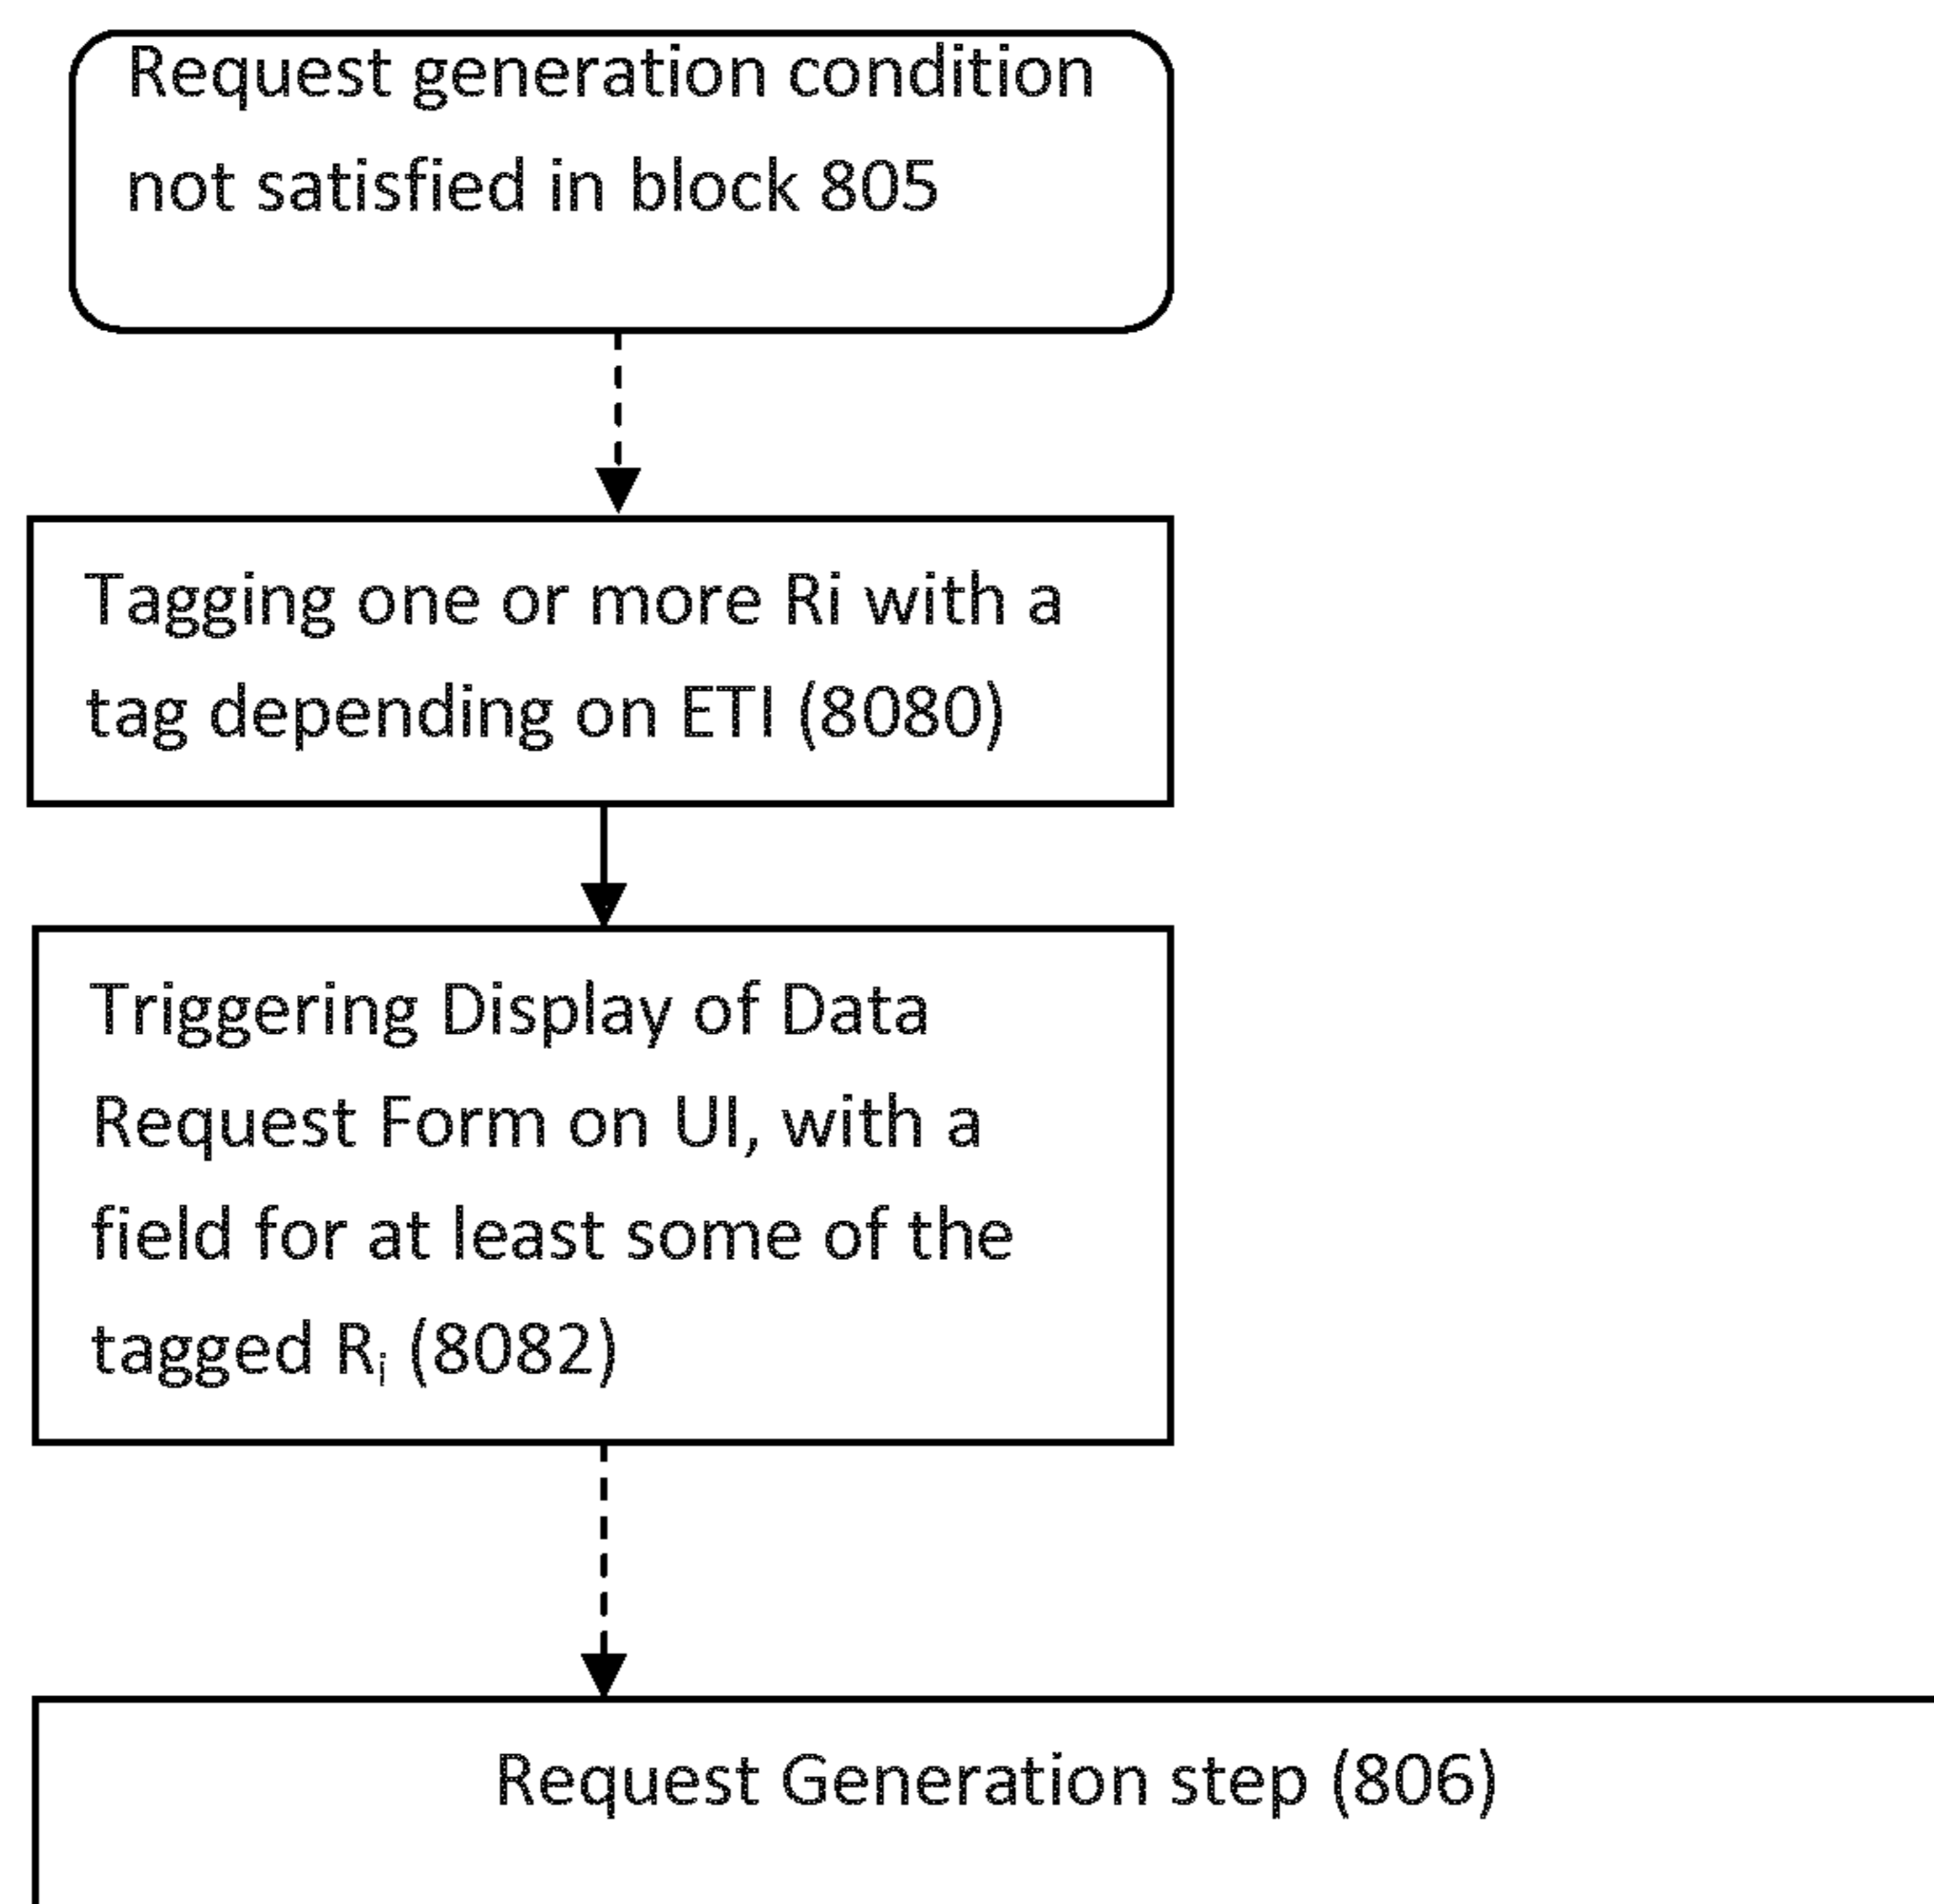 Request generation condition
not satisfied in block 805
Tagging one or more Ri with a
tag depending on ETI (8080)
Triggering Display of Data
Request Form on UI, with a
field for at least some of the
tagged Ri (8082)
Request Generation step (806)